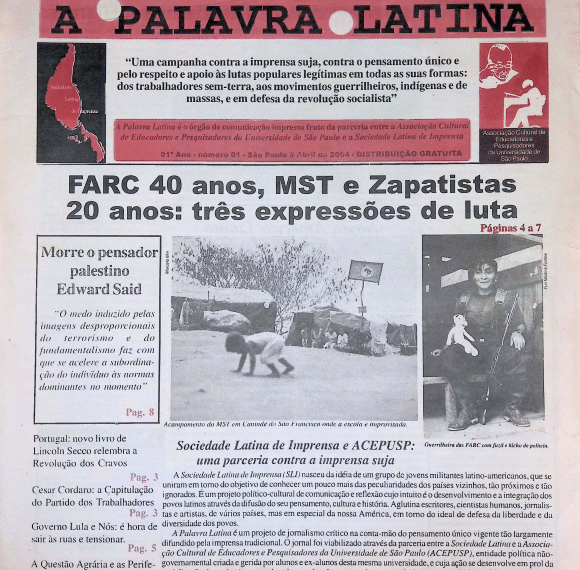 A PALAVRA LATINA
Sociedade
Latina
de Imprensa
“Uma campanha contra a imprensa suja, contra o pensamento único e
pelo respeito e apoio às lutas populares legítimas em todas as suas formas:
dos trabalhadores sem-terra, aos movimentos guerrilheiros, indígenas e de
massas, e em defesa da revolução socialista”
A Palavra Latina é o órgão de comunicação impresso fruto da parceria entre a Associação Cultural
de Educadores e Pesquisadores da Universidade de São Paulo e a Sociedade Latina de Imprensa
01º Ano - número 01 - São Paulo # Abril de 2004 - DISTRIBUIÇÃO GRATUITA
Associação Cultural de
Educadores e
Pesquisadores
da Universidade de
São Paulo
FARC 40 anos, MST e Zapatistas
20 anos: três expressões de luta
Páginas 4 a 7
Morre o pensador
palestino
Edward Said
“O medo induzido pelas
imagens desproporcionais
do terrorismo e do
fundamentalismo faz com
que se acelere a subordina-
ção do indivíduo às normas
dominantes no momento”
Pag. 8
Acampamento do MST em Canudé do São Francisco onde a escola e improvizada.
Guerrilheira das FARC com fuzil e bicho de pelúcia.
Portugal: novo livro de
Lincoln Secco relembra a
Revolução dos Cravos
Pag. 3
Cesar Cordaro: a Capitulação
do Partido dos Trabalhadores
Pag. 3
Governo Lula e Nós: é hora de
sair às ruas e tensionar.
Pag. 5
A Questão Agrária e as Perife-
Sociedade Latina de Imprensa e ACEPUSP:
uma parceria contra a imprensa suja
A Sociedade Latina de Imprensa (SLI) nasceu da idéia de um grupo de jovens militantes latino-americanos, que se
uniram em torno do objetivo de conhecer um pouco mais das peculiaridades dos países vizinhos, tão próximos e tão
ignorados. É um projeto político-cultural de comunicação e reflexão cujo intuito é o desenvolvimento e a integração dos
povos latinos através da difusão do seu pensamento, cultura e história. Aglutina escritores, cientistas humanos, jornalis-
tas e artistas, de vários países, mas em especial da nossa América, em torno do ideal de defesa da liberdade e da
diversidade dos povos.
A Palavra Latina é um projeto de jornalismo crítico na conta-mão do pensamento único vigente tão largamente
difundido pela imprensa tradicional. O jornal foi viabilizado através da parceria entre a Sociedade Latina e a Associa-
ção Cultural de Educadores e Pesquisadores da Universidade de São Paulo (ACEPUSP), entidade política não-
governamental criada e gerida por alunos e ex-alunos desta mesma universidade, e cuja ação se desenvolve em prol da